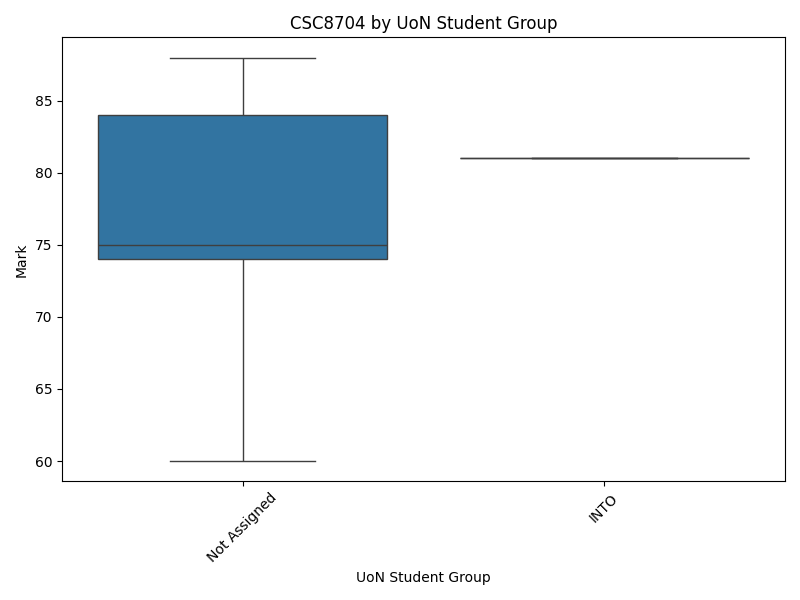 CSC8704 by UoN Student Group
Mark
85
80
75
70
65
60
Not Assigned
INTO
UoN Student Group